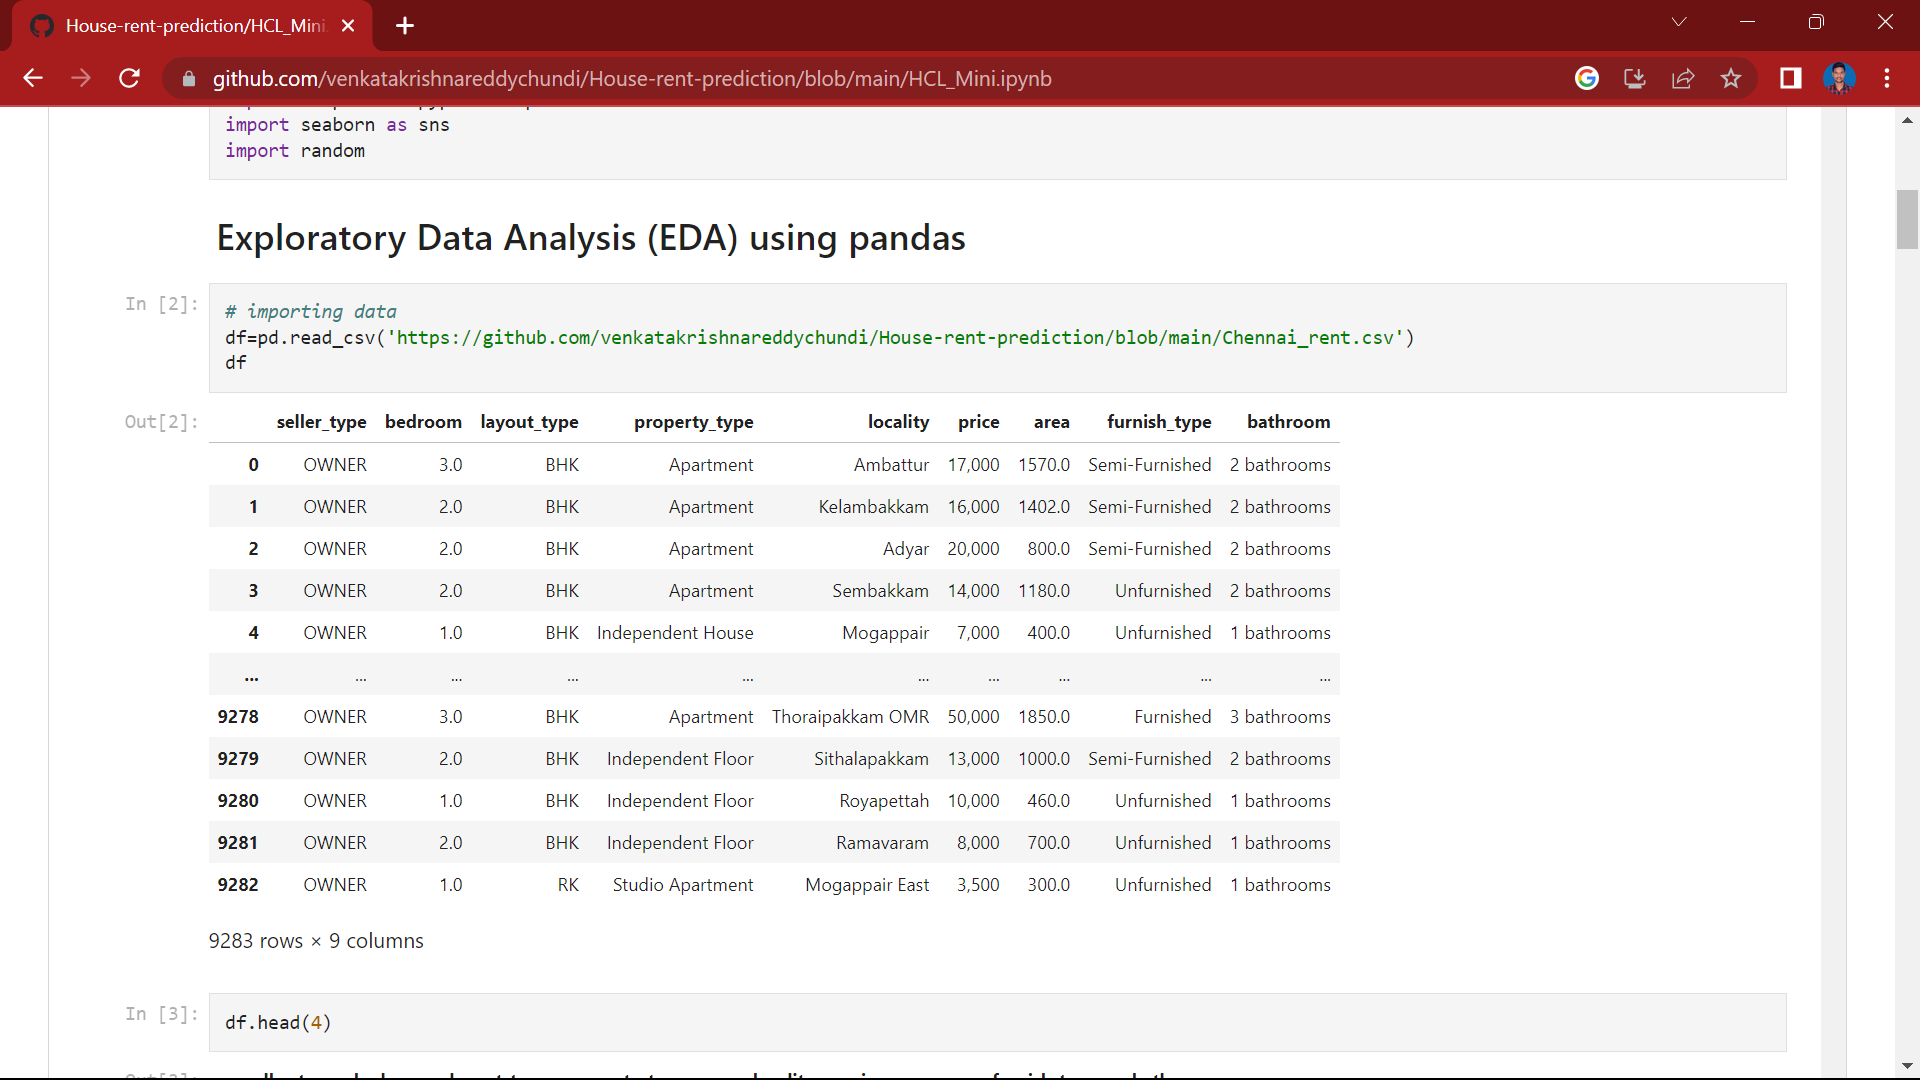 House-rent-prediction/HCL_Mini
github.com/venkatakrishnareddychundi/House-rent-prediction/blob/main/HCL_Mini.ipynb
import seaborn as sns
import random
Exploratory Data Analysis (EDA) using pandas
In [2]:
# importing data
df=pd.read_csv('https://github.com/venkatakrishnareddychundi/House-rent-prediction/blob/main/Chennai_rent.csv')
df
Out[2]:
seller_type bedroom layout_type property_type locality price area furnish_type bathroom
0 OWNER 3.0 BHK Apartment Ambattur 17,000 1570.0 Semi-Furnished 2 bathrooms
1 OWNER 2.0 BHK Apartment Kelambakkam 16,000 1402.0 Semi-Furnished 2 bathrooms
2 OWNER 2.0 BHK Apartment Adyar 20,000 800.0 Semi-Furnished 2 bathrooms
3 OWNER 2.0 BHK Apartment Sembakkam 14,000 1180.0 Unfurnished 2 bathrooms
4 OWNER 1.0 BHK Independent House Mogappair 7,000 400.0 Unfurnished 1 bathrooms
... ... ... ... ... ... ... ... ... ...
9278 OWNER 3.0 BHK Apartment Thoraipakkam OMR 50,000 1850.0 Furnished 3 bathrooms
9279 OWNER 2.0 BHK Independent Floor Sithalapakkam 13,000 1000.0 Semi-Furnished 2 bathrooms
9280 OWNER 1.0 BHK Independent Floor Royapettah 10,000 460.0 Unfurnished 1 bathrooms
9281 OWNER 2.0 BHK Independent Floor Ramavaram 8,000 700.0 Unfurnished 1 bathrooms
9282 OWNER 1.0 RK Studio Apartment Mogappair East 3,500 300.0 Unfurnished 1 bathrooms
9283 rows × 9 columns
In [3]:
df.head(4)